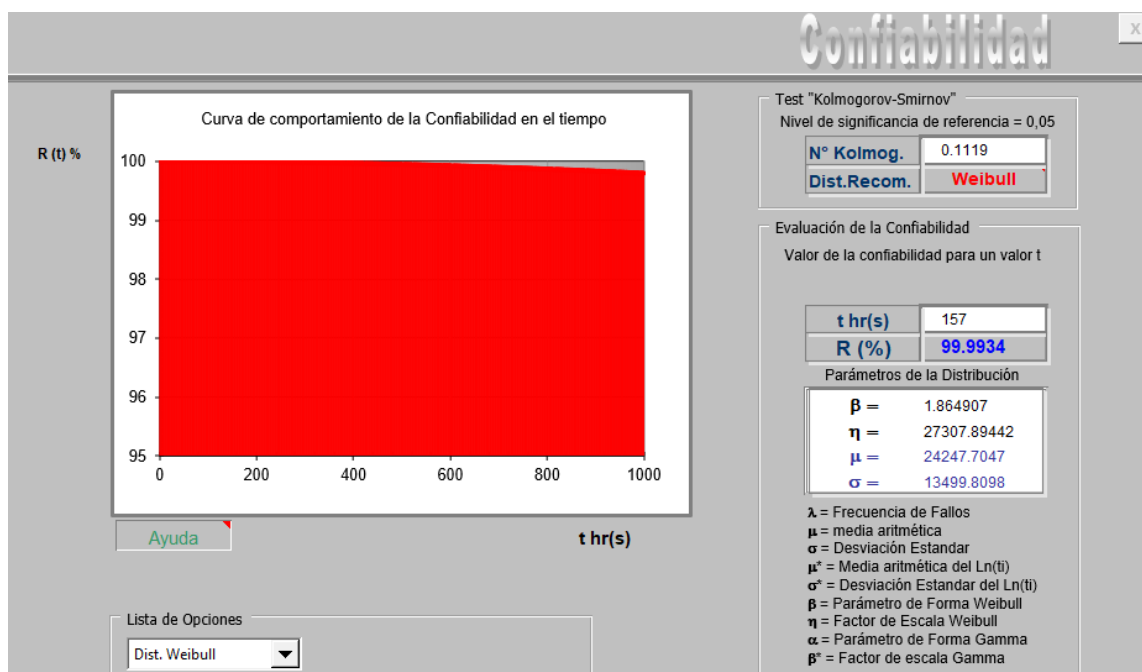 Confiabilidad
X
Curva de comportamiento de la Confiabilidad en el tiempo
R (t) %
100
99
98
97
96
95
0 200 400 600 800 1000
Ayuda
t hr(s)
Lista de Opciones
Dist. Weibull
Test "Kolmogorov-Smirnov"
Nivel de significancia de referencia = 0,05
N° Kolmog. 0.1119
Dist.Recom. Weibull
Evaluación de la Confiabilidad
Valor de la confiabilidad para un valor t
t hr(s) 157
R (%) 99.9934
Parámetros de la Distribución
β = 1.864907
η = 27307.89442
μ = 24247.7047
σ = 13499.8098
λ = Frecuencia de Fallos
μ = media aritmética
σ = Desviación Estandar
μ* = Media aritmética del Ln(ti)
σ* = Desviación Estandar del Ln(ti)
β = Parámetro de Forma Weibull
η = Factor de Escala Weibull
α = Parámetro de Forma Gamma
β* = Factor de escala Gamma